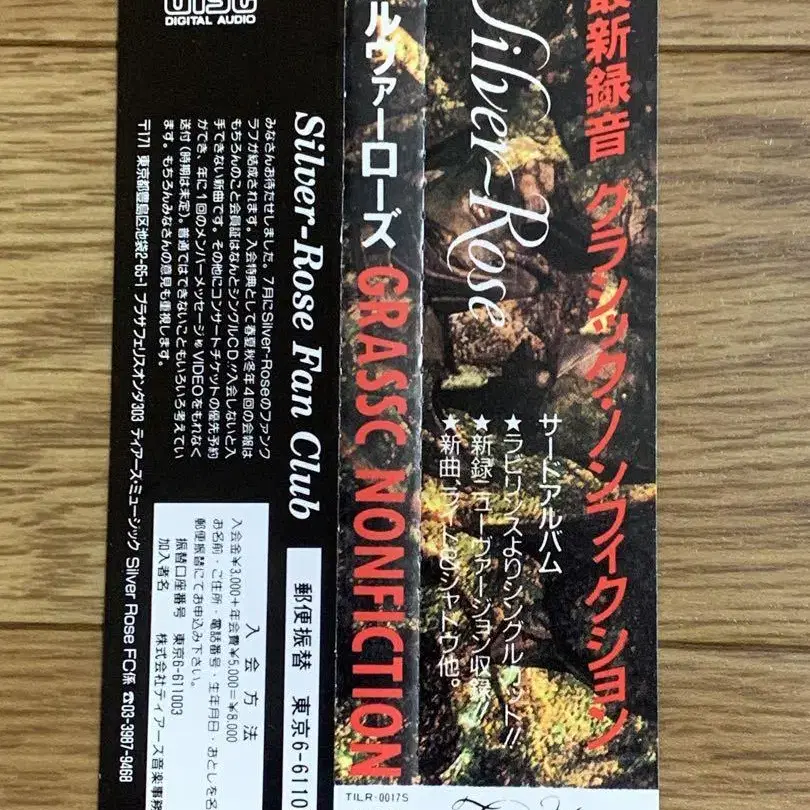 最新録音 クラシック・ノンフィクション
Silver-Rose
サードアルバム
★ラビリンスよりシングルカット!!
★新録ニューヴァージョン収録!!
★新曲、ライト&シャドウ他。
TILR-0017S
ルヴァーローズ GRASSC NONFICTION
DIGITAL AUDIO
Silver-Rose Fan Club
みなさんお待たせしました。7月にSilver-Roseのファンク
ラブが結成されます。入会特典として春夏秋冬年4回の会報は
もちろんのこと会員証はなんとシングルCD!!入会しないと入
手できない新曲です。その他にコンサートチケットの優先予約
ができ、年に1回のメンバーメッセージ¼VIDEOをもれなく
送付(時期は未定)。普通ではできないこともいろいろ考えてい
ます。もちろんみなさんの意見も重視します。
〒171 東京都豊島区池袋2-65-1 プラザフェリスオンタ303 ティアーズ・ミュージック Silver Rose FC係 ☎03-3987-9468
郵便振替 東京6-6110
入会方法
入会金¥3,000+年会費¥5,000=¥8,000
お名前・ご住所・電話番号・生年月日・おとしを名
郵便振替にてお申込み下さい。
振替口座番号 東京6-611003
加入者名 株式会社ティアーズ音楽事務